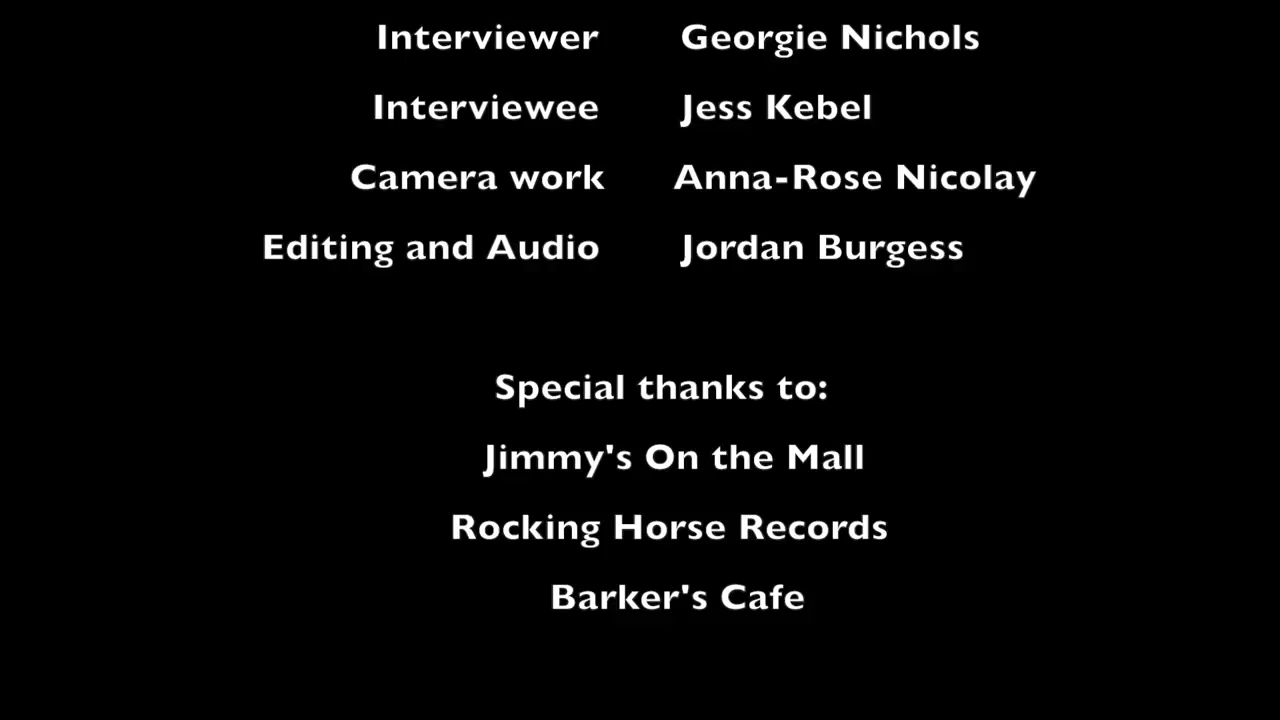 Interviewer Georgie Nichols
Interviewee Jess Kebel
Camera work Anna-Rose Nicolay
Editing and Audio Jordan Burgess
Special thanks to:
Jimmy's On the Mall
Rocking Horse Records
Barker's Cafe